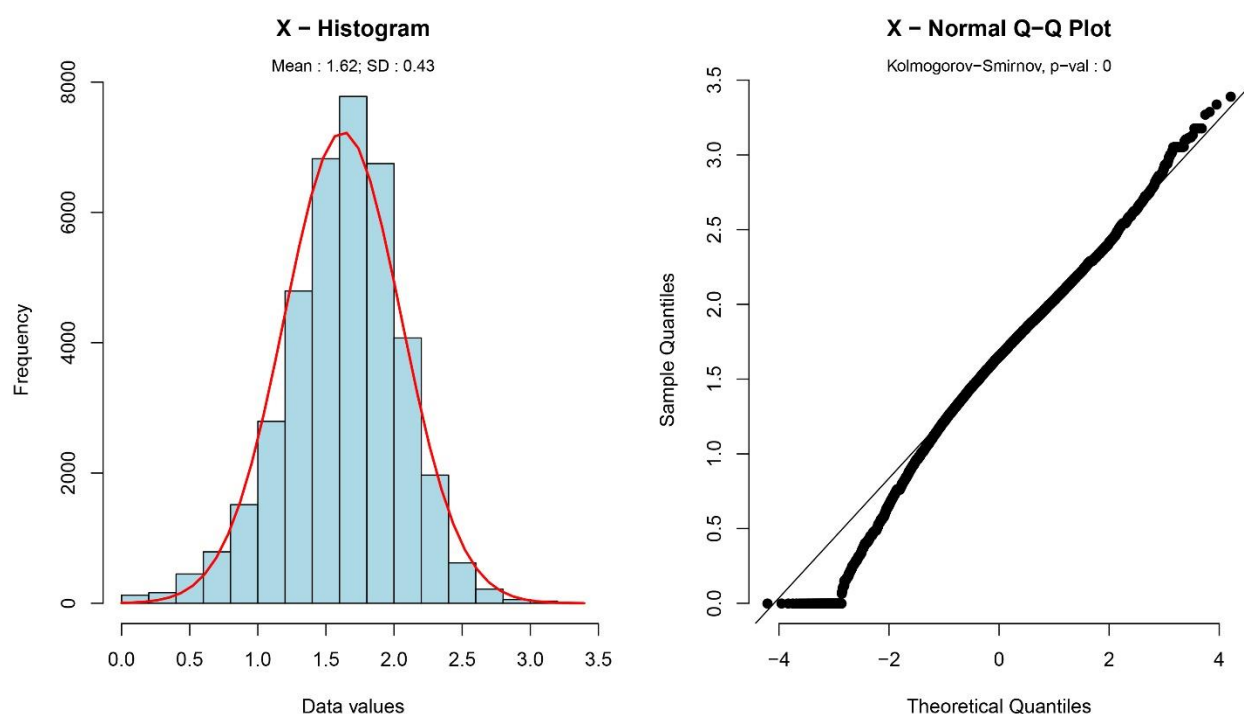 X − Histogram
Mean : 1.62; SD : 0.43
Frequency
8000
6000
4000
2000
0
0.0 0.5 1.0 1.5 2.0 2.5 3.0 3.5
Data values
X − Normal Q−Q Plot
Kolmogorov−Smirnov, p−val : 0
Sample Quantiles
3.5
3.0
2.5
2.0
1.5
1.0
0.5
0.0
−4 −2 0 2 4
Theoretical Quantiles